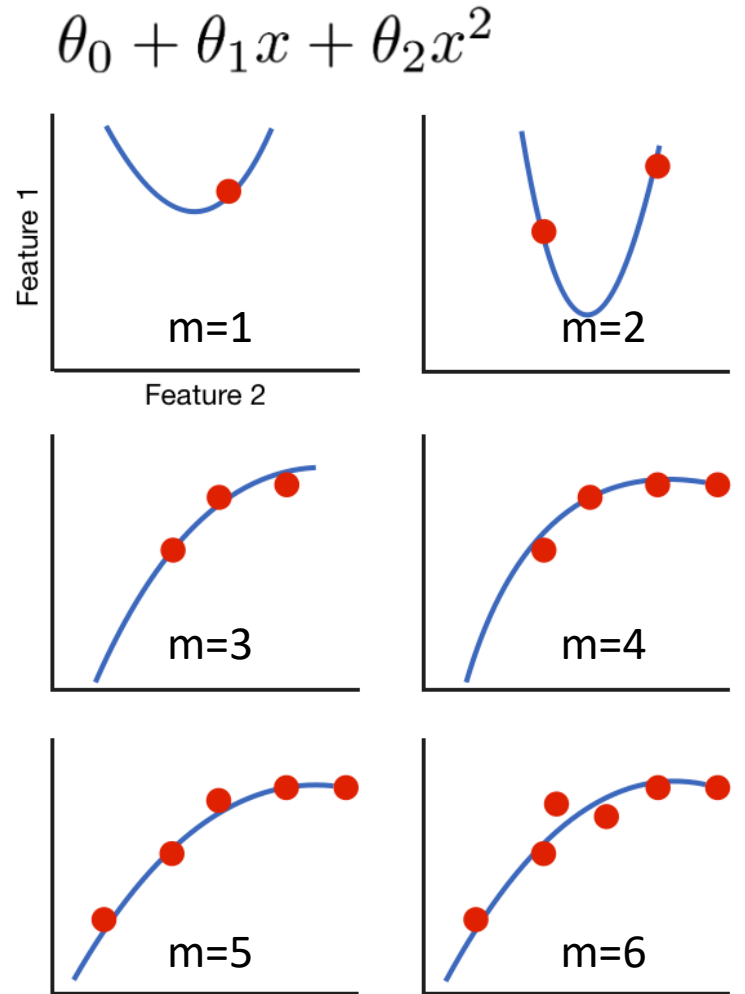 θ₀ + θ₁x + θ₂x²
Feature 1
m=1
m=2
Feature 2
m=3
m=4
m=5
m=6